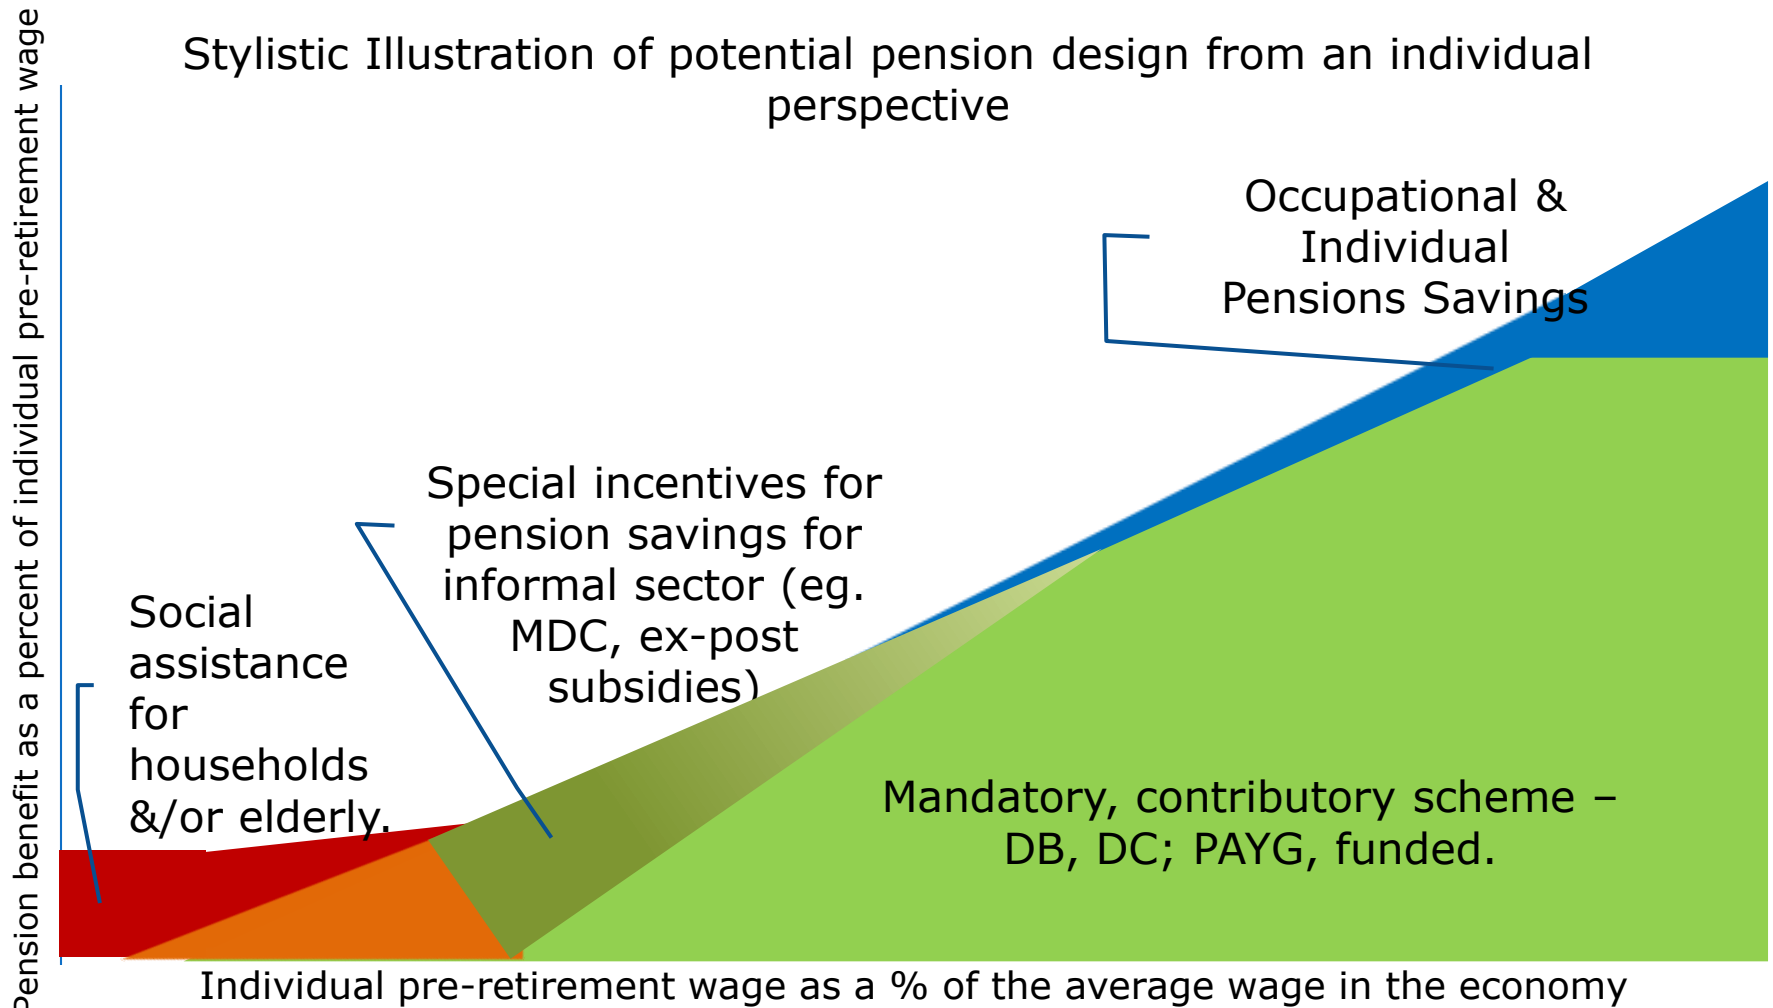 Stylistic Illustration of potential pension design from an individual
perspective
Pension benefit as a percent of individual pre-retirement wage
Occupational &
Individual
Pensions Savings
Special incentives for
pension savings for
informal sector (eg.
MDC, ex-post
subsidies)
Social
assistance
for
households
&/or elderly.
Mandatory, contributory scheme –
DB, DC; PAYG, funded.
Individual pre-retirement wage as a % of the average wage in the economy